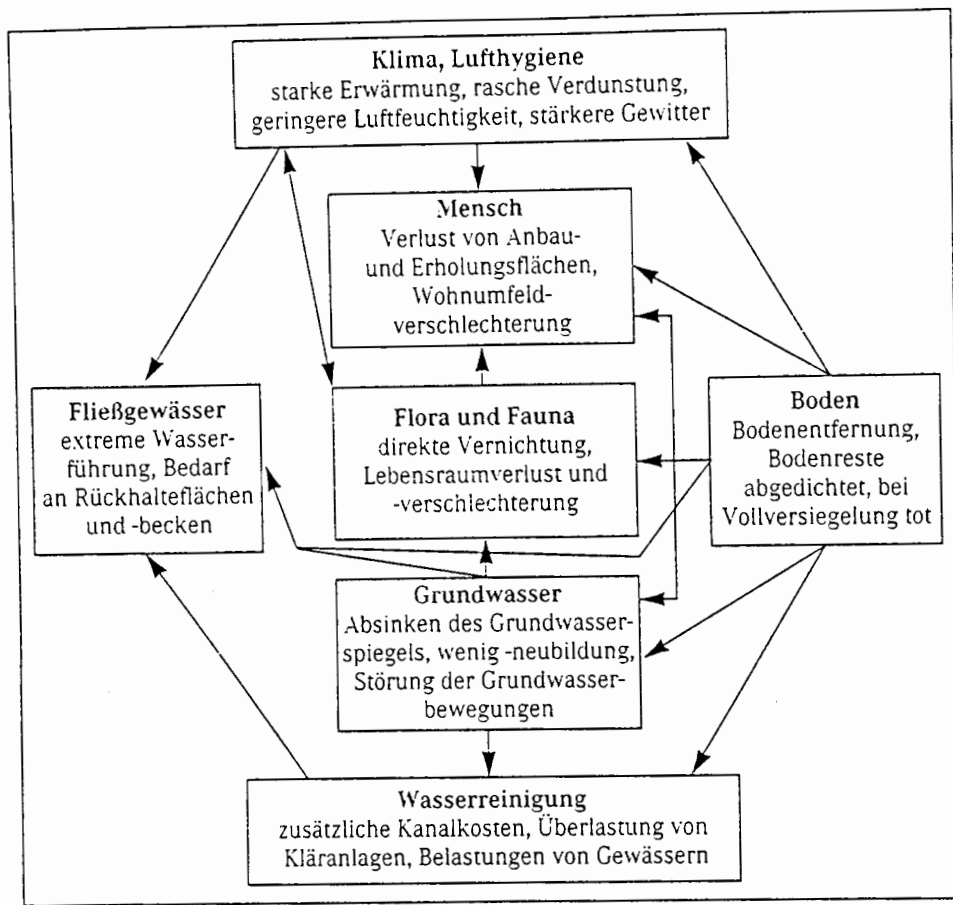 Klima, Lufthygiene
starke Erwärmung, rasche Verdunstung,
geringere Luftfeuchtigkeit, stärkere Gewitter
Mensch
Verlust von Anbau-
und Erholungsflächen,
Wohnumfeld-
verschlechterung
Fließgewässer
extreme Wasser-
führung, Bedarf
an Rückhalteflächen
und -becken
Flora und Fauna
direkte Vernichtung,
Lebensraumverlust und
-verschlechterung
Boden
Bodenentfernung,
Bodenreste
abgedichtet, bei
Vollversiegelung tot
Grundwasser
Absinken des Grundwasser-
spiegels, wenig -neubildung,
Störung der Grundwasser-
bewegungen
Wasserreinigung
zusätzliche Kanalkosten, Überlastung von
Kläranlagen, Belastungen von Gewässern